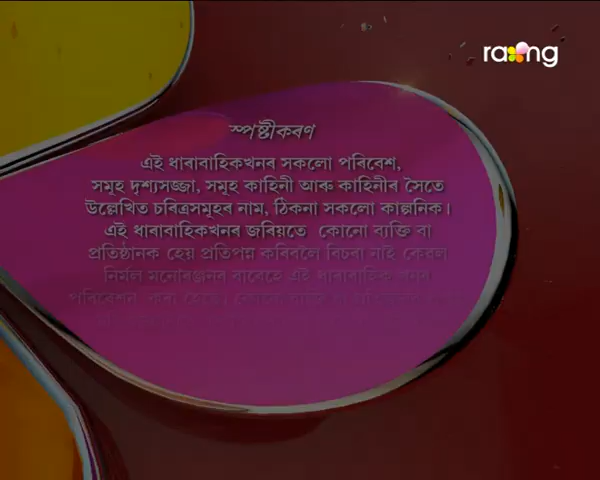 rang
স্পষ্টীকৰণ
এই ধাৰাবাহিকখনৰ সকলো পৰিবেশ,
সমূহ দৃশ্যসজ্জা, সমূহ কাহিনী আৰু কাহিনীৰ সৈতে
উল্লেখিত চৰিত্ৰসমূহৰ নাম, ঠিকনা সকলো কাল্পনিক।
এই ধাৰাবাহিকখনৰ জৰিয়তে কোনো ব্যক্তি বা
প্ৰতিষ্ঠানক হেয় প্ৰতিপন্ন কৰিবলৈ বিচৰা নাই কেৱল
নিৰ্মল মনোৰঞ্জনৰ বাবেহে এই ধাৰাবাহিক খনৰ